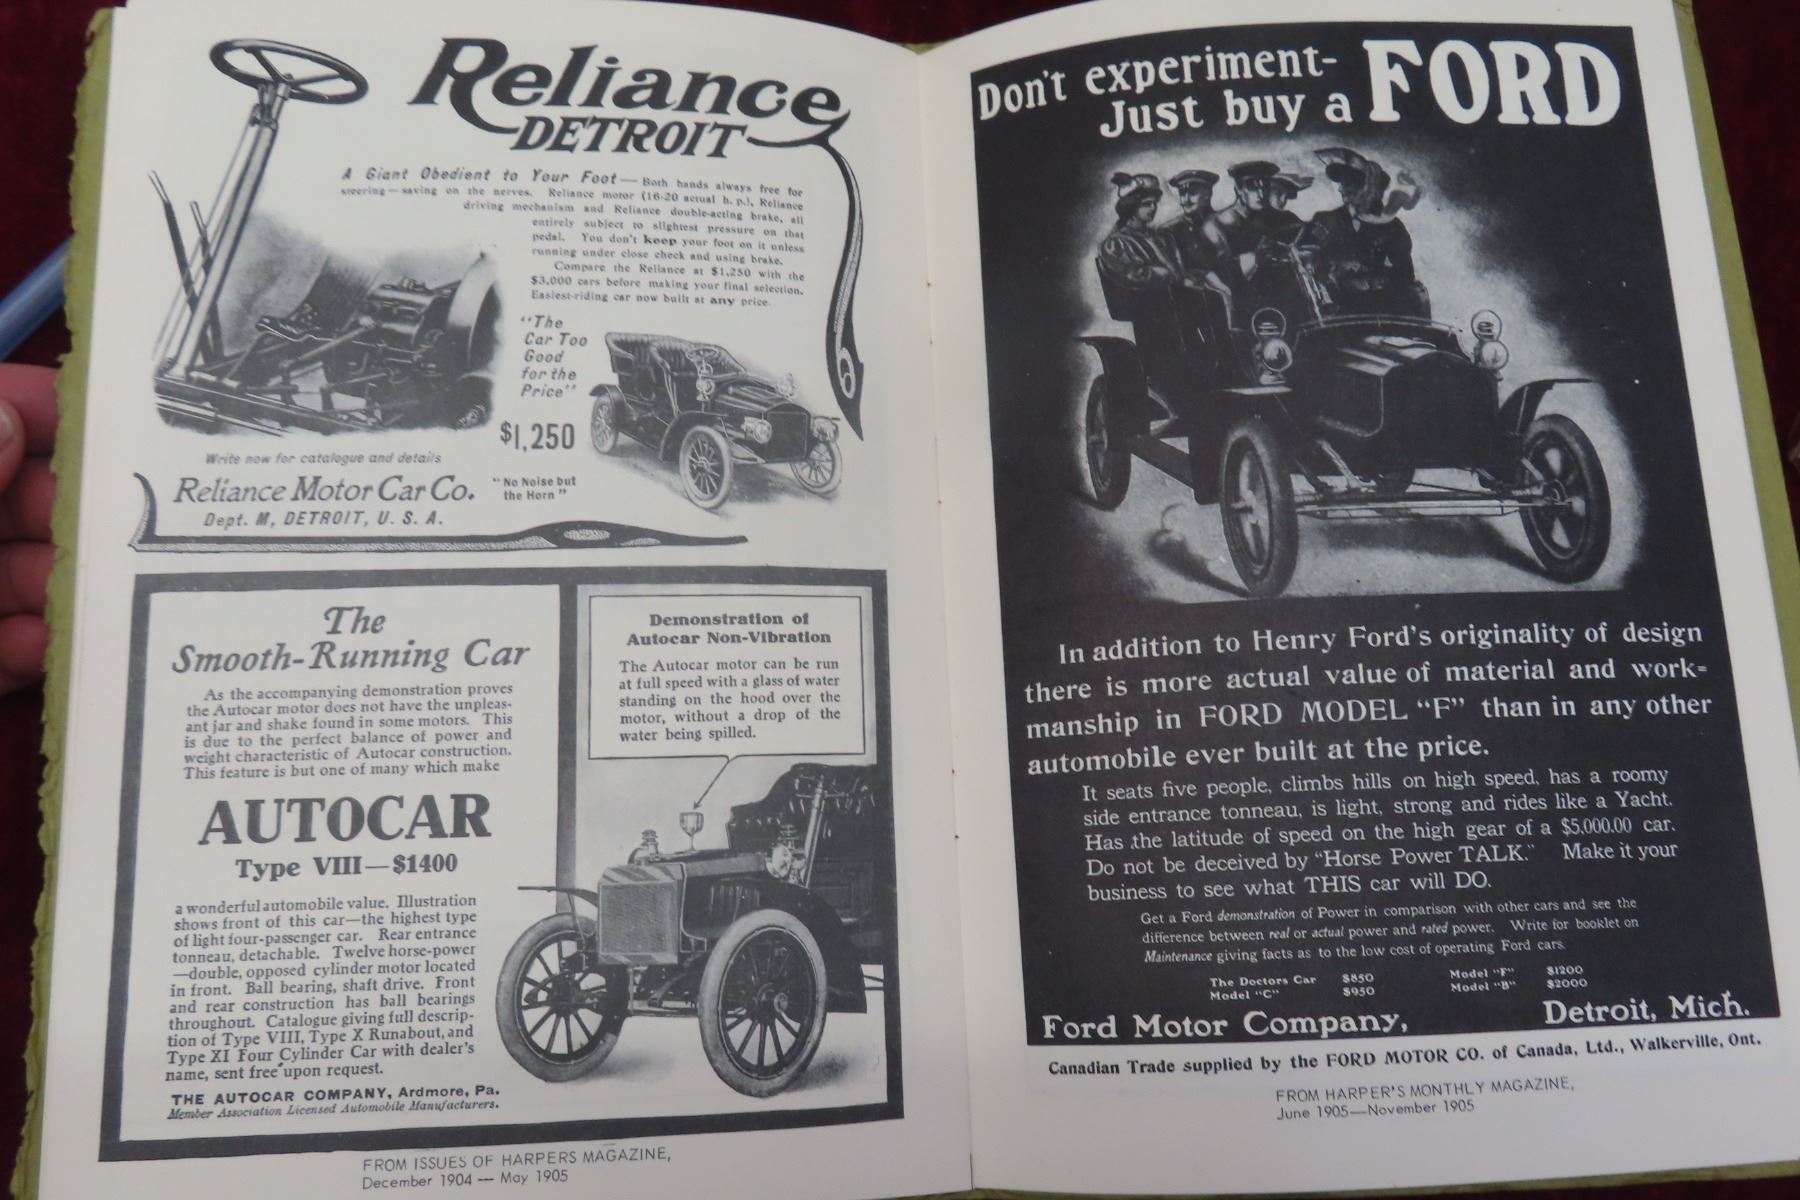 Reliance
DETROIT
A Giant Obedient to Your Foot — Both hands always free for
steering—saving on the nerves. Reliance motor (16-20 actual h. p.), Reliance
driving mechanism and Reliance double-acting brake, all
entirely subject to slightest pressure on that
pedal. You don't keep your foot on it unless
running under close check and using brake.
Compare the Reliance at $1,250 with the
$3,000 cars before making your final selection.
Easiest-riding car now built at any price.
"The
Car Too
Good
for the
Price"
$1,250
"No Noise but
the Horn"
Write now for catalogue and details
Reliance Motor Car Co.
Dept. M, DETROIT, U. S. A.
The
Smooth-Running Car
As the accompanying demonstration proves
the Autocar motor does not have the unpleas-
ant jar and shake found in some motors. This
is due to the perfect balance of power and
weight characteristic of Autocar construction.
This feature is but one of many which make
AUTOCAR
Type VIII—$1400
a wonderful automobile value. Illustration
shows front of this car—the highest type
of light four-passenger car. Rear entrance
tonneau, detachable. Twelve horse-power
—double, opposed cylinder motor located
in front. Ball bearing, shaft drive. Front
and rear construction has ball bearings
throughout. Catalogue giving full descrip-
tion of Type VIII, Type X Runabout, and
Type XI Four Cylinder Car with dealer's
name, sent free upon request.
THE AUTOCAR COMPANY, Ardmore, Pa.
Member Association Licensed Automobile Manufacturers.
Demonstration of
Autocar Non-Vibration
The Autocar motor can be run
at full speed with a glass of water
standing on the hood over the
motor, without a drop of the
water being spilled.
FROM ISSUES OF HARPERS MAGAZINE,
December 1904 — May 1905
Don't experiment-
Just buy a FORD
In addition to Henry Ford's originality of design
there is more actual value of material and work-
manship in FORD MODEL "F" than in any other
automobile ever built at the price.
It seats five people, climbs hills on high speed, has a roomy
side entrance tonneau, is light, strong and rides like a Yacht.
Has the latitude of speed on the high gear of a $5,000.00 car.
Do not be deceived by "Horse Power TALK." Make it your
business to see what THIS car will DO.
Get a Ford demonstration of Power in comparison with other cars and see the
difference between real or actual power and rated power. Write for booklet on
Maintenance giving facts as to the low cost of operating Ford cars.
The Doctors Car $850 Model "F" $1200
Model "C" $950 Model "B" $2000
Ford Motor Company, Detroit, Mich.
Canadian Trade supplied by the FORD MOTOR CO. of Canada, Ltd., Walkerville, Ont.
FROM HARPER'S MONTHLY MAGAZINE,
June 1905—November 1905